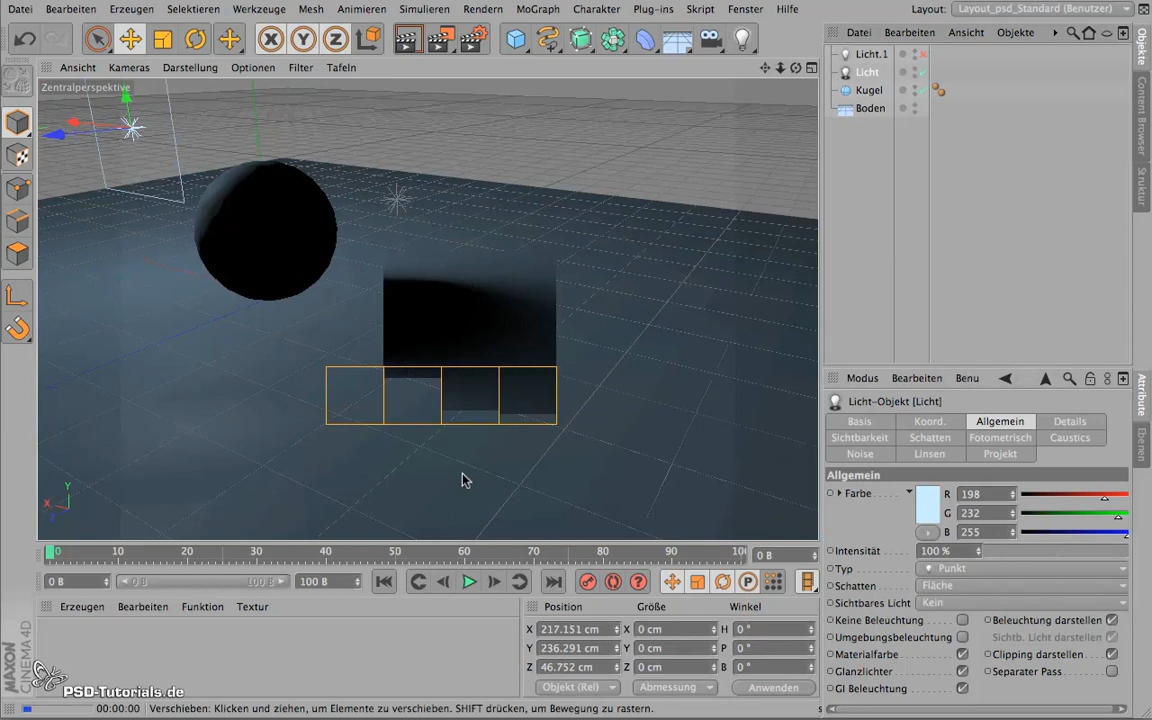 Datei Bearbeiten Erzeugen Selektieren Werkzeuge Mesh Animieren Simulieren Rendern MoGraph Charakter Plug-ins Skript Fenster Hilfe Layout: Layout_psd_Standard (Benutzer)
X Y Z
Ansicht Kameras Darstellung Optionen Filter Tafeln
Zentralperspektive
Y
X
Z
Datei Bearbeiten Ansicht Objekte
Licht.1
Licht
Kugel
Boden
Objekte
Content Browser
Struktur
Modus Bearbeiten Benu
Attribute
Ebenen
Licht-Objekt [Licht]
Basis Koord. Allgemein Details
Sichtbarkeit Schatten Fotometrisch Caustics
Noise Linsen Projekt
Allgemein
Farbe R 198
G 232
B 255
Intensität 100 %
Typ Punkt
Schatten Fläche
Sichtbares Licht Kein
Keine Beleuchtung Beleuchtung darstellen
Umgebungsbeleuchtung Sichtb. Licht darstellen
Materialfarbe Clipping darstellen
Glanzlichter Separater Pass
GI Beleuchtung
0 10 20 30 40 50 60 70 80 90 0 B
0 B 0 B 100 B 100 B P
Erzeugen Bearbeiten Funktion Textur
Position Größe Winkel
X 217.151 cm X 0 cm H 0 °
Y 236.291 cm Y 0 cm P 0 °
Z 46.752 cm Z 0 cm B 0 °
Objekt (Rel) Abmessung Anwenden
MAXON
CINEMA 4D
PSD-Tutorials.de
00:00:00 Verschieben: Klicken und ziehen, um Elemente zu verschieben. SHIFT drücken, um Bewegung zu rastern.